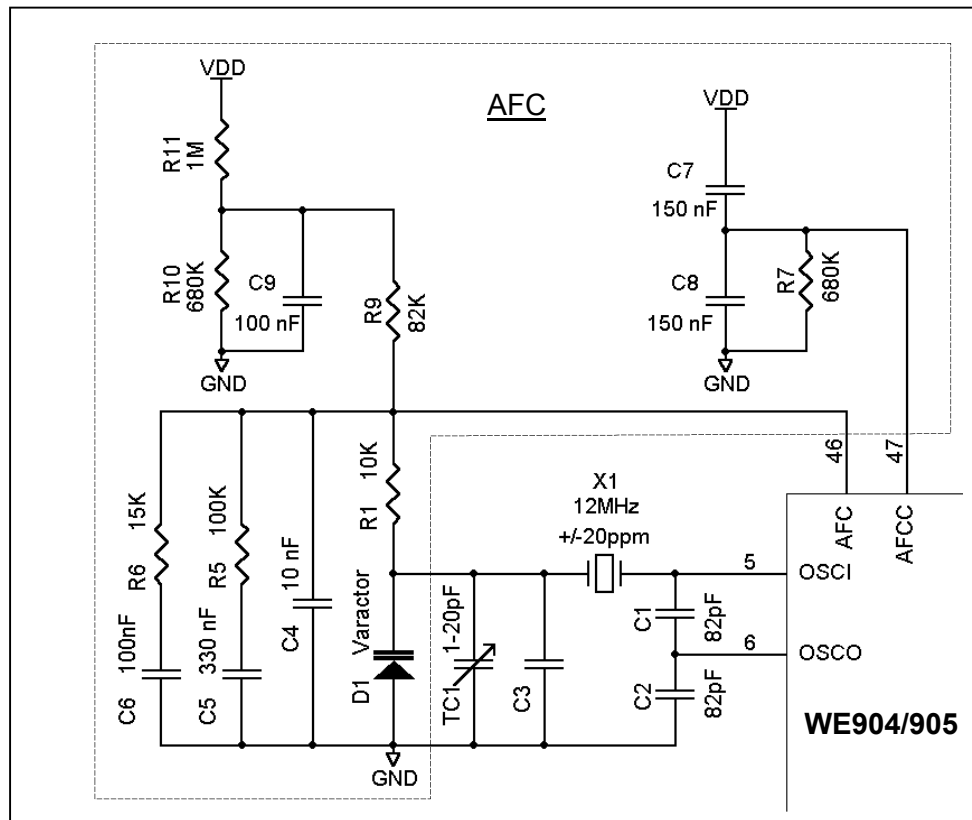 AFC
VDD
R11
1M
R10
680K
C9
100 nF
GND
R9
82K
VDD
C7
150 nF
C8
150 nF
R7
680K
GND
R6
15K
C6
100nF
R5
100K
C5
330 nF
C4
10 nF
R1
10K
D1
Varactor
GND
TC1
1-20pF
C3
X1
12MHz
+/-20ppm
C1
82pF
C2
82pF
46
47
AFC
AFCC
5
OSCI
6
OSCO
WE904/905